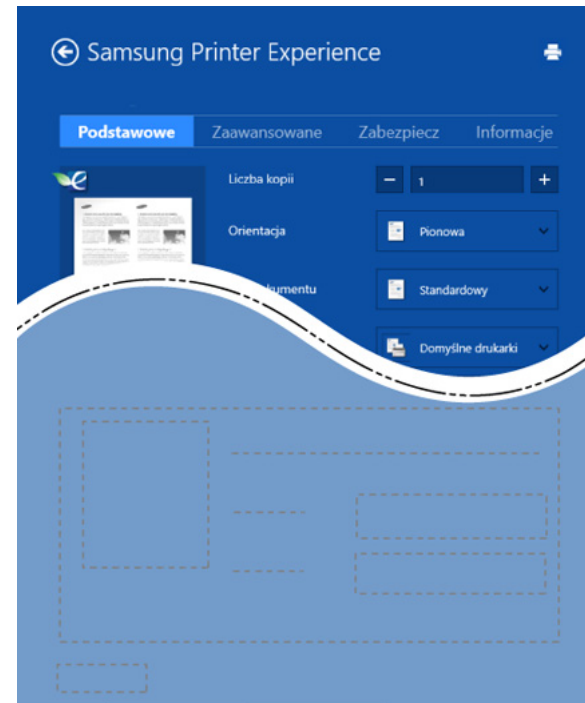 Samsung Printer Experience
Podstawowe Zaawansowane Zabezpiecz Informacje
Liczba kopii 1
Orientacja Pionowa
Standardowy
Domyślne drukarki